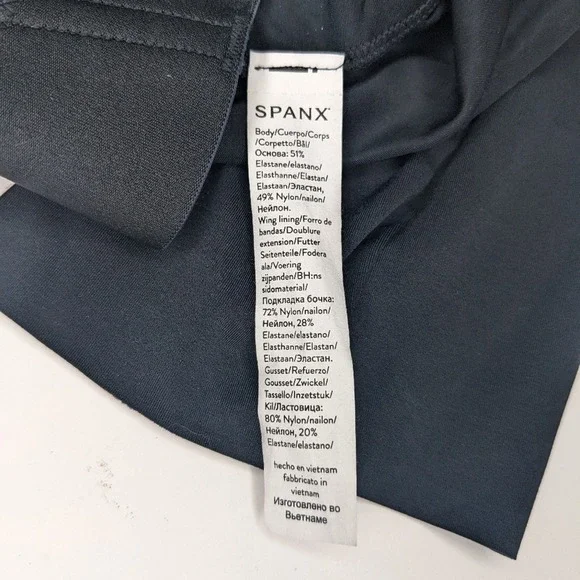 SPANX®
Body/Cuerpo/Corps
/Corpetto/Bål/
Основа: 51%
Elastane/elastano/
Elasthanne/Elastan/
Elastaan/Эластан,
49% Nylon/nailon/
Нейлон.
Wing lining/Forro de
bandas/Doublure
extension/Futter
Seitenteile/Fodera
ala/Voering
zijpanden/BH:ns
sidomaterial/
Подкладка бочка:
72% Nylon/nailon/
Нейлон, 28%
Elastane/elastano/
Elasthanne/Elastan/
Elastaan/Эластан.
Gusset/Refuerzo/
Gousset/Zwickel/
Tassello/Inzetstuk/
Kil/Ластовица:
80% Nylon/nailon/
Нейлон, 20%
Elastane/elastano/
hecho en vietnam
fabbricato in
vietnam
Изготовлено во
Вьетнаме